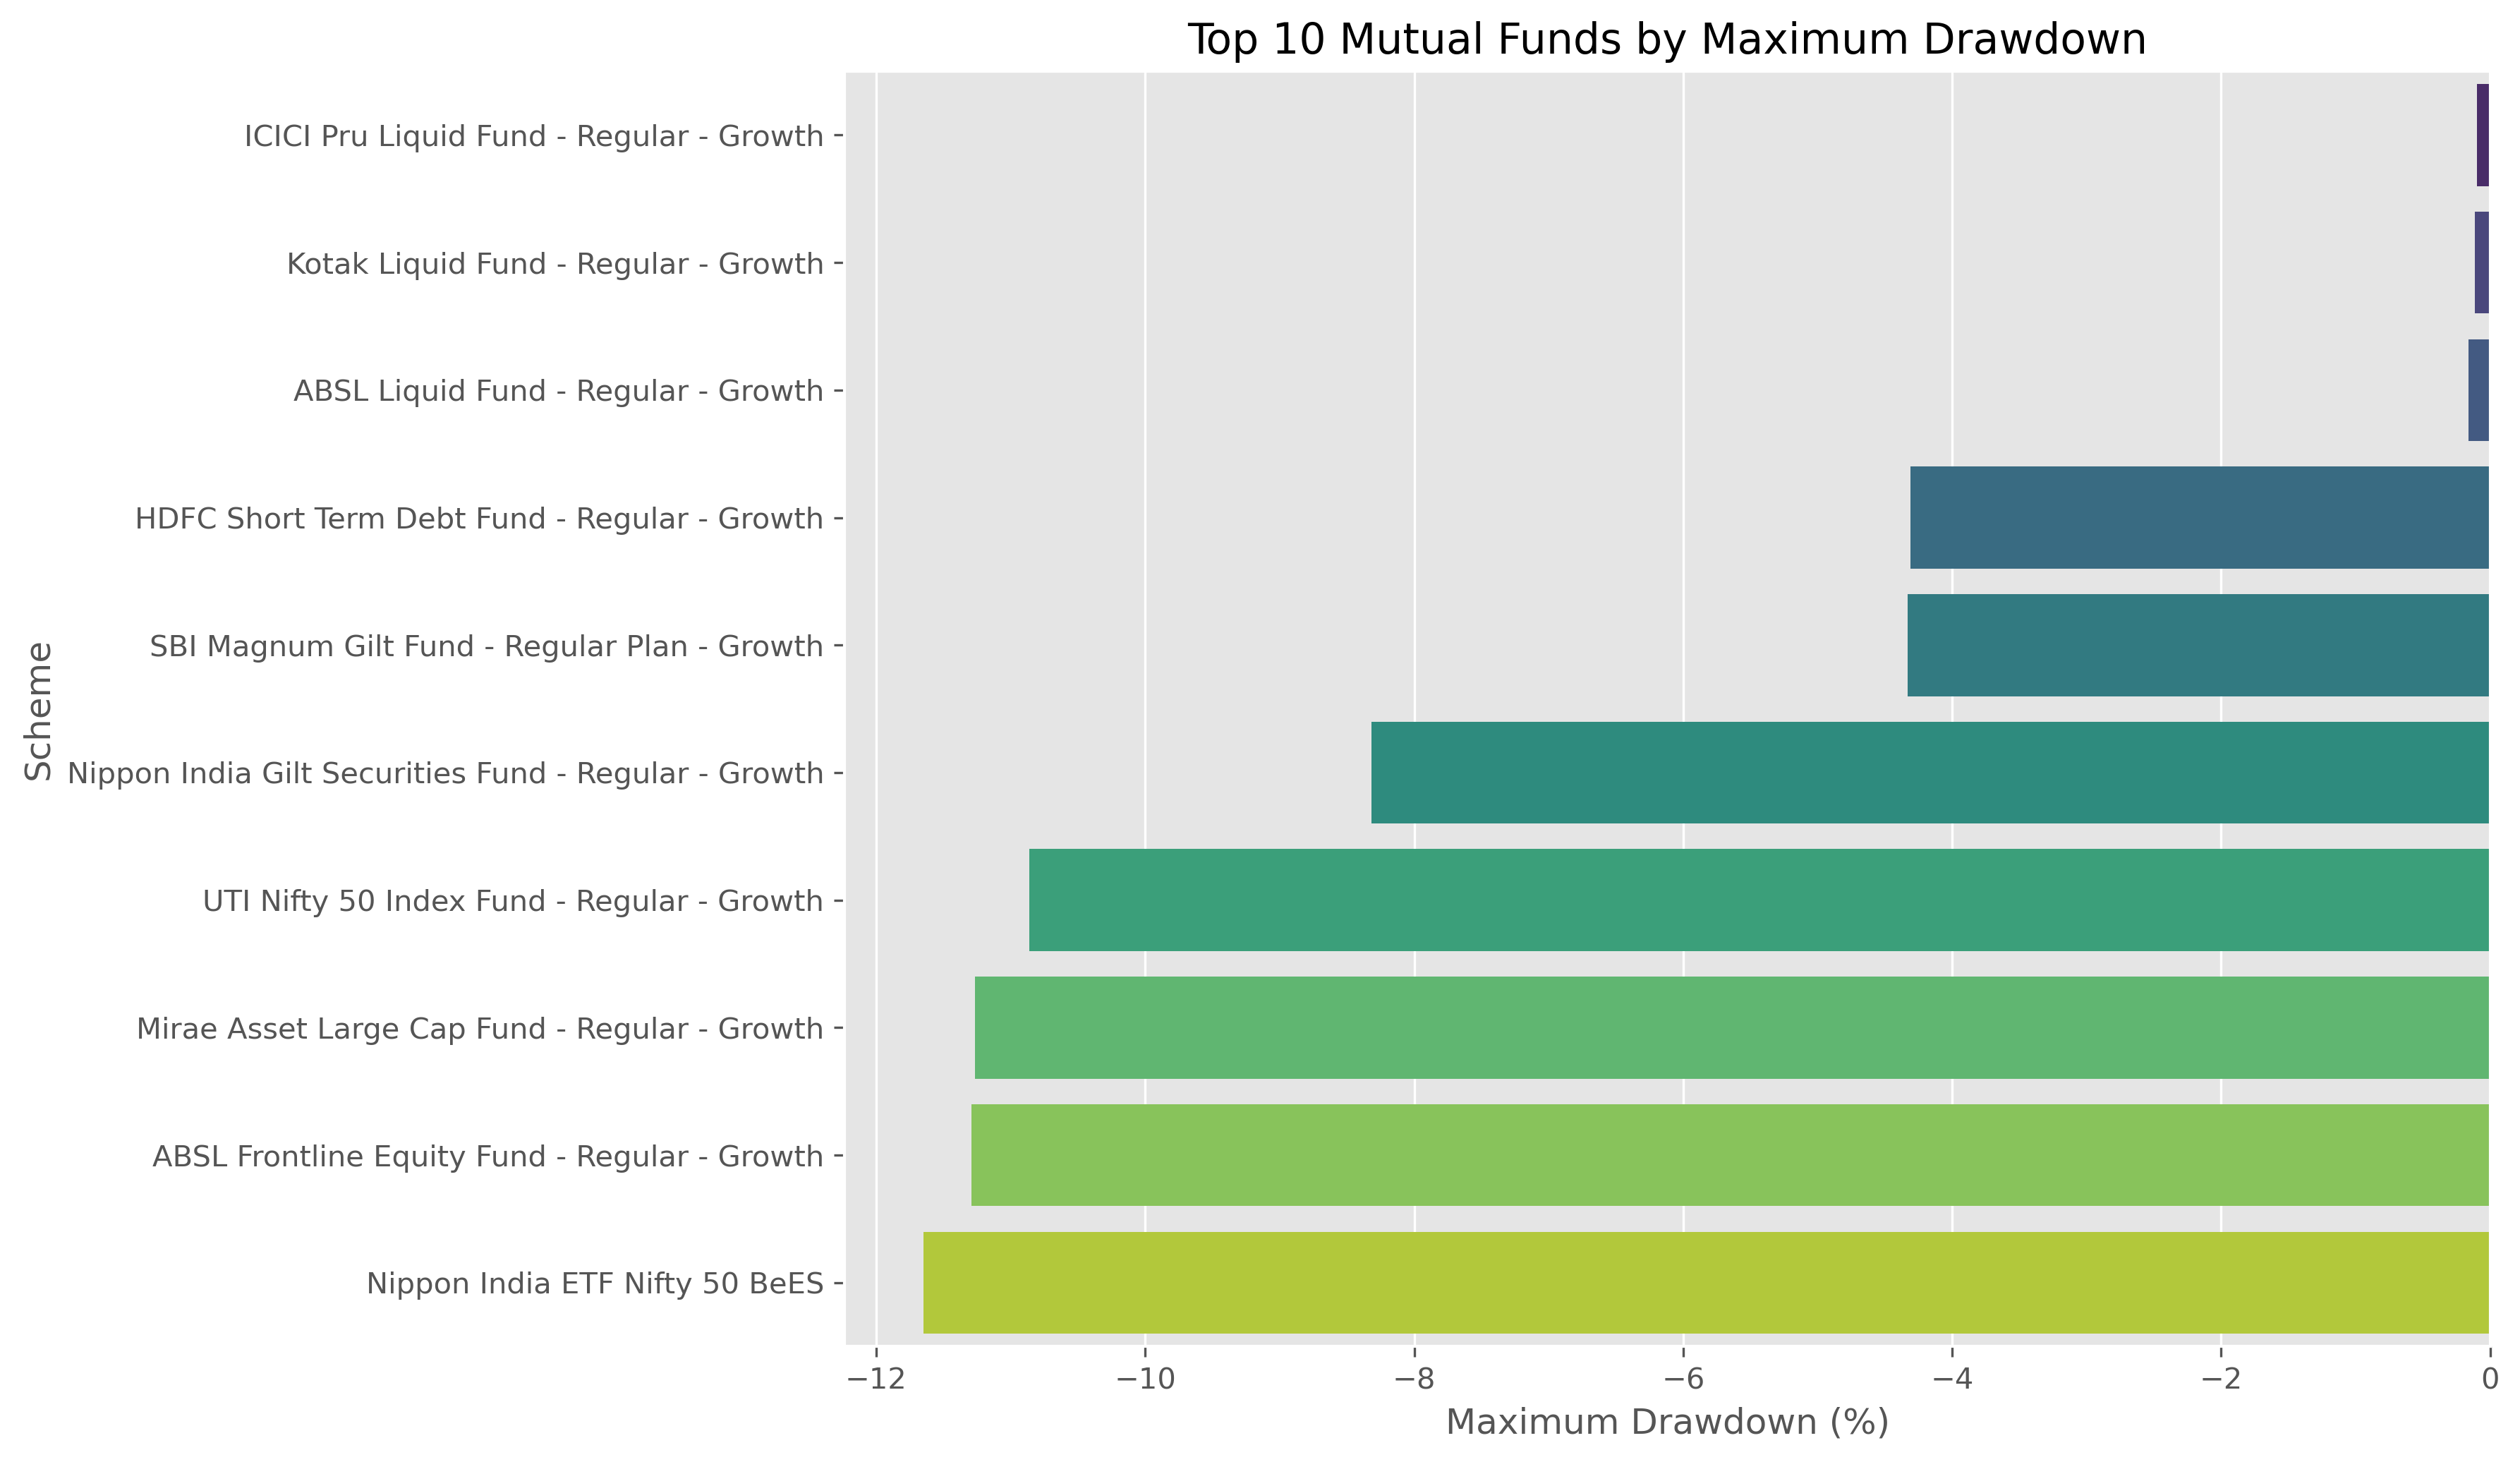 Top 10 Mutual Funds by Maximum Drawdown
Scheme
ICICI Pru Liquid Fund - Regular - Growth
Kotak Liquid Fund - Regular - Growth
ABSL Liquid Fund - Regular - Growth
HDFC Short Term Debt Fund - Regular - Growth
SBI Magnum Gilt Fund - Regular Plan - Growth
Nippon India Gilt Securities Fund - Regular - Growth
UTI Nifty 50 Index Fund - Regular - Growth
Mirae Asset Large Cap Fund - Regular - Growth
ABSL Frontline Equity Fund - Regular - Growth
Nippon India ETF Nifty 50 BeES
−12 −10 −8 −6 −4 −2 0
Maximum Drawdown (%)